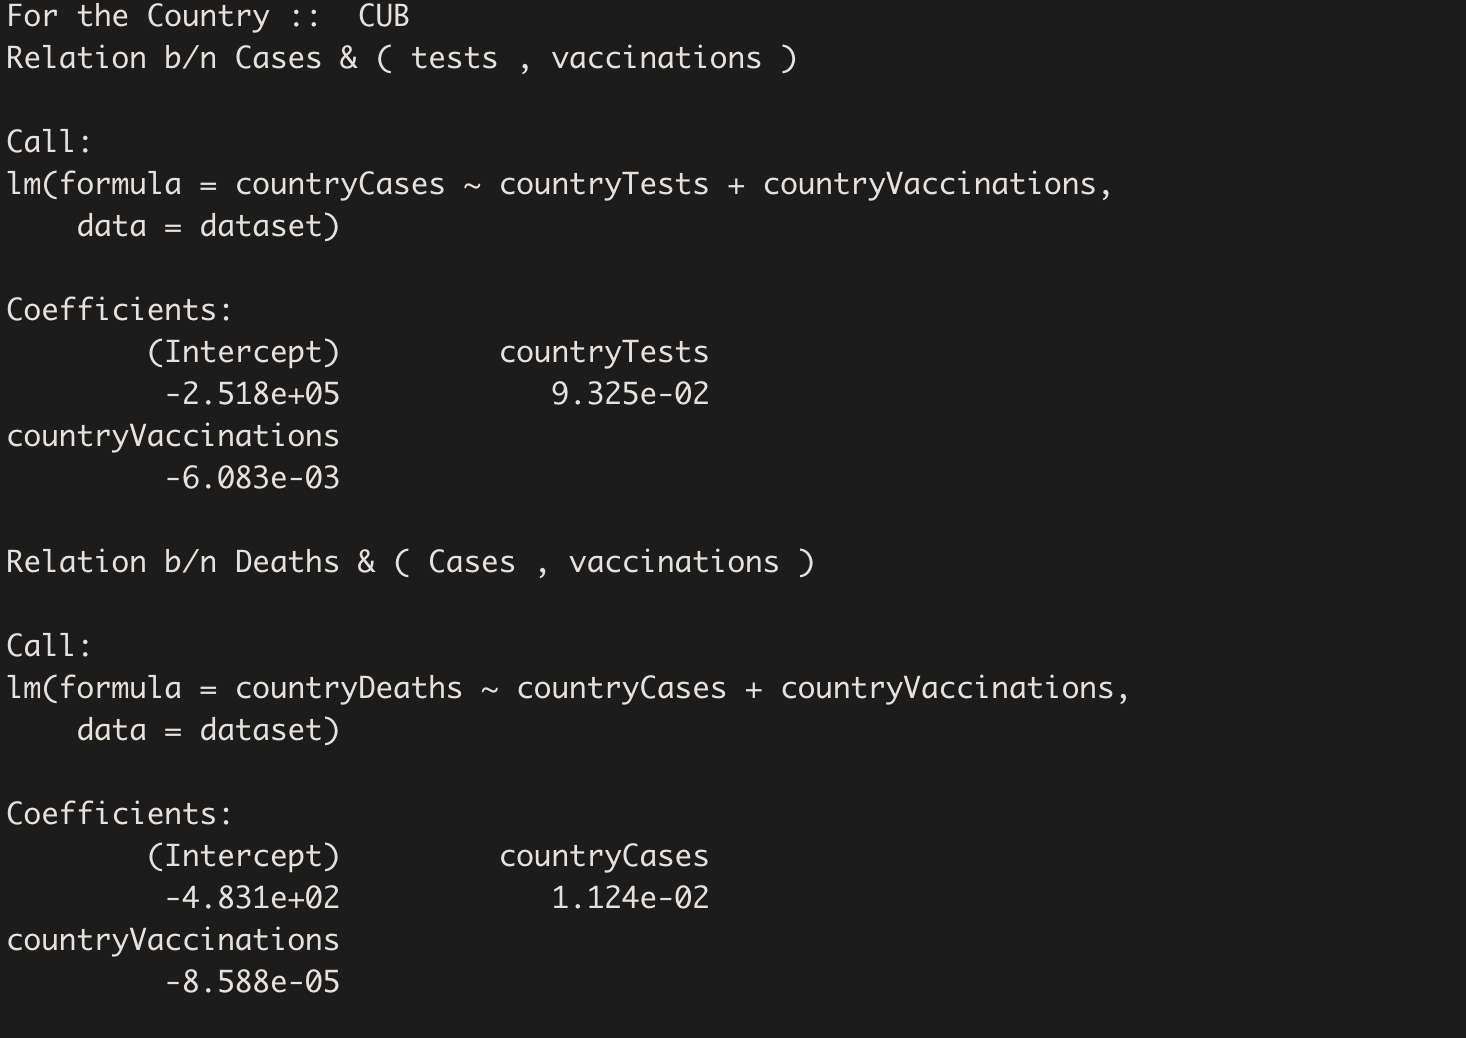 For the Country ::  CUB
Relation b/n Cases & ( tests , vaccinations )
Call:
lm(formula = countryCases ~ countryTests + countryVaccinations,
    data = dataset)
Coefficients:
        (Intercept)         countryTests
         -2.518e+05            9.325e-02
countryVaccinations
         -6.083e-03
Relation b/n Deaths & ( Cases , vaccinations )
Call:
lm(formula = countryDeaths ~ countryCases + countryVaccinations,
    data = dataset)
Coefficients:
        (Intercept)         countryCases
         -4.831e+02            1.124e-02
countryVaccinations
         -8.588e-05